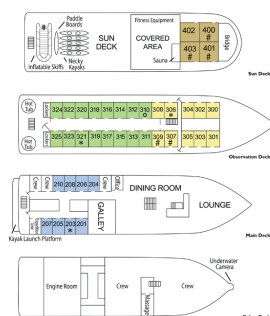 Paddle
Boards
Fitness Equipment
SUN
DECK
COVERED
AREA
402 400
#
403 401
# #
Bridge
Sauna
Inflatable Skiffs
Necky
Kayaks
Sun Deck
Hot
Tub
324 322 320 318 316 314 312 310 308 306
304 302 300
325 323 321 319 317 315 313 311 309 307
305 303 301
* # #
Hot
Tub
Observation Deck
Crew Crew 210 208 206 204 Crew Office
DINING ROOM
LOUNGE
GALLEY
207 205 203 201
*
Kayak Launch Platform
Main Deck
Underwater
Camera
Engine Room
Crew
Crew
Massage